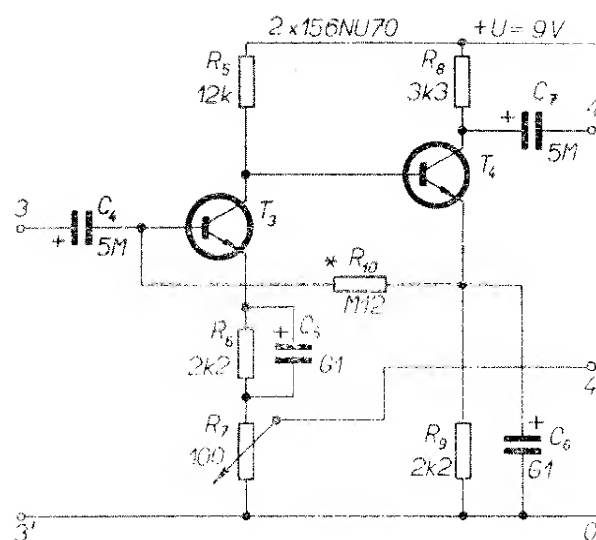 2 x 156NU70
+U = 9V
R5
12k
R8
3k3
C7
+
5M
4
T4
3
C4
+
5M
T3
* R10
M12
R6
2k2
+
C5
G1
4
R7
100
R9
2k2
+
C6
G1
3'
0